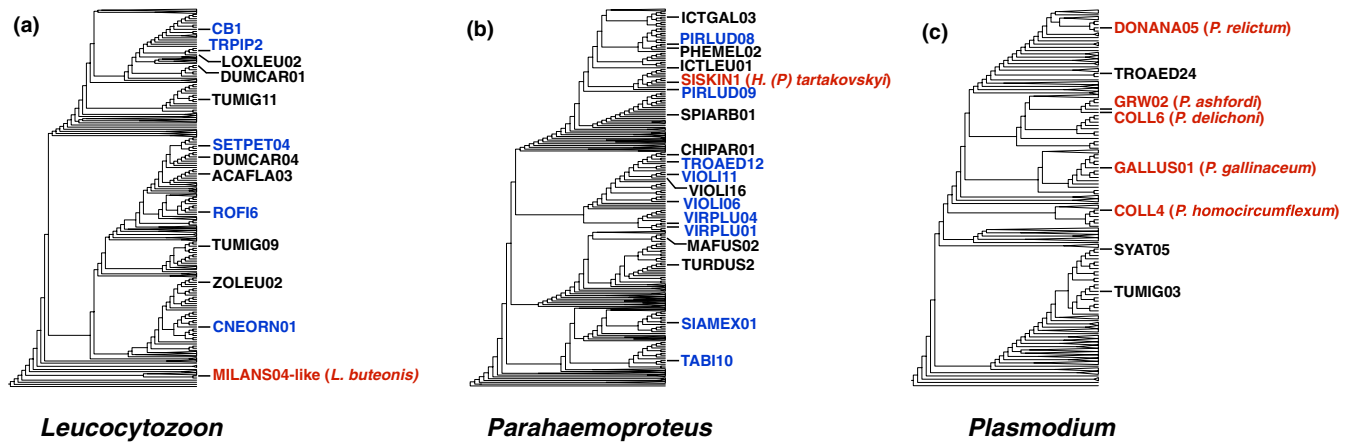 (a)
CB1
TRPIP2
LOXLEU02
DUMCAR01
TUMIG11
SETPET04
DUMCAR04
ACAFLA03
ROFI6
TUMIG09
ZOLEU02
CNEORN01
MILANS04-like (L. buteonis)
Leucocytozoon
(b)
ICTGAL03
PIRLUD08
PHEMEL02
ICTLEU01
SISKIN1 (H. (P) tartakovskyi)
PIRLUD09
SPIARB01
CHIPAR01
TROAED12
VIOLI11
VIOLI16
VIOLI06
VIRPLU04
VIRPLU01
MAFUS02
TURDUS2
SIAMEX01
TABI10
Parahaemoproteus
(c)
DONANA05 (P. relictum)
TROAED24
GRW02 (P. ashfordi)
COLL6 (P. delichoni)
GALLUS01 (P. gallinaceum)
COLL4 (P. homocircumflexum)
SYAT05
TUMIG03
Plasmodium